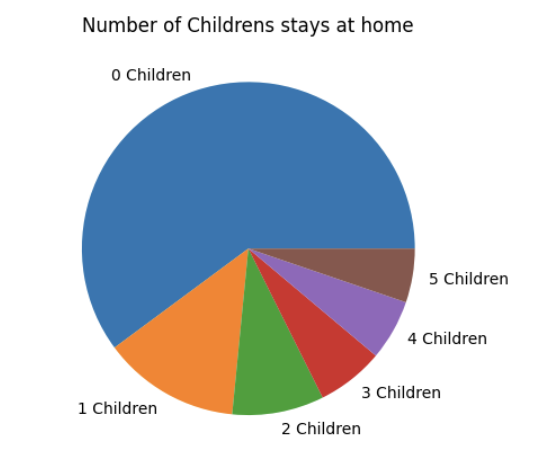 Number of Childrens stays at home
0 Children
5 Children
4 Children
3 Children
1 Children
2 Children